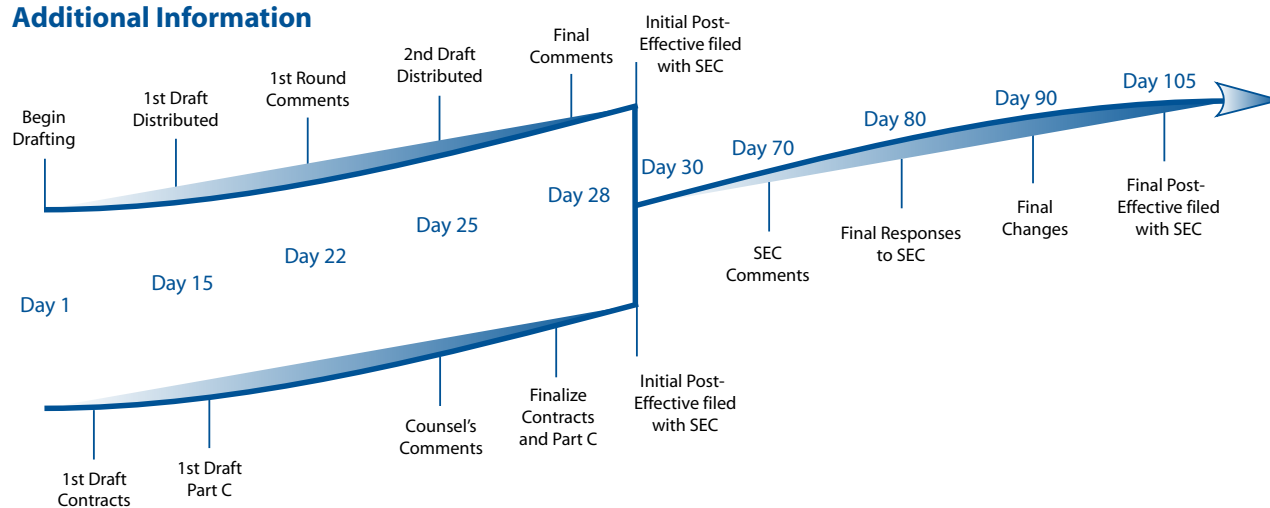 Additional Information
Begin
Drafting
1st Draft
Distributed
1st Round
Comments
2nd Draft
Distributed
Final
Comments
Initial Post-
Effective filed
with SEC
Day 1
Day 15
Day 22
Day 25
Day 28
Day 30
Day 70
Day 80
Day 90
Day 105
SEC
Comments
Final Responses
to SEC
Final
Changes
Final Post-
Effective filed
with SEC
1st Draft
Contracts
1st Draft
Part C
Counsel's
Comments
Finalize
Contracts
and Part C
Initial Post-
Effective filed
with SEC